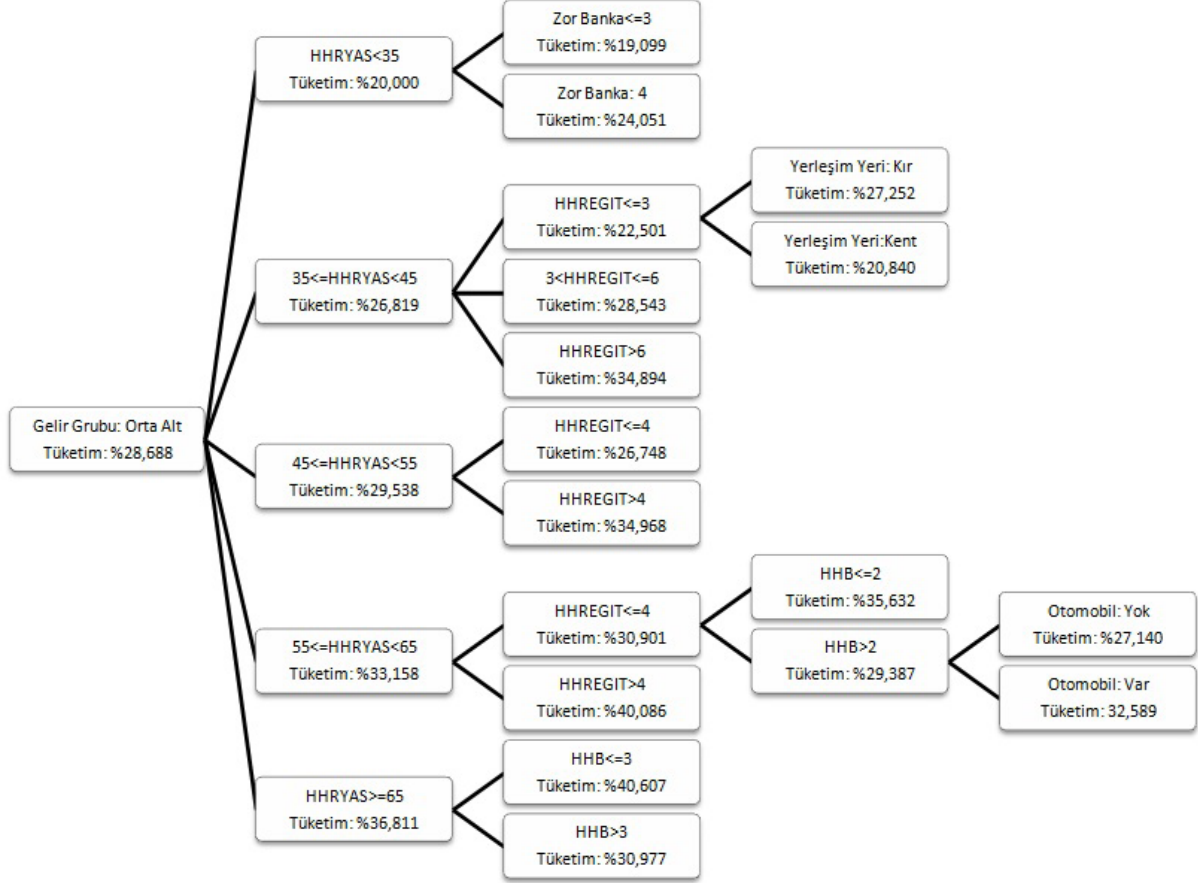 Gelir Grubu: Orta Alt
Tüketim: %28,688
HHRYAS<35
Tüketim: %20,000
Zor Banka<=3
Tüketim: %19,099
Zor Banka: 4
Tüketim: %24,051
35<=HHRYAS<45
Tüketim: %26,819
HHREGIT<=3
Tüketim: %22,501
Yerleşim Yeri: Kır
Tüketim: %27,252
Yerleşim Yeri:Kent
Tüketim: %20,840
3<HHREGIT<=6
Tüketim: %28,543
HHREGIT>6
Tüketim: %34,894
45<=HHRYAS<55
Tüketim: %29,538
HHREGIT<=4
Tüketim: %26,748
HHREGIT>4
Tüketim: %34,968
55<=HHRYAS<65
Tüketim: %33,158
HHREGIT<=4
Tüketim: %30,901
HHB<=2
Tüketim: %35,632
HHB>2
Tüketim: %29,387
Otomobil: Yok
Tüketim: %27,140
Otomobil: Var
Tüketim: 32,589
HHREGIT>4
Tüketim: %40,086
HHRYAS>=65
Tüketim: %36,811
HHB<=3
Tüketim: %40,607
HHB>3
Tüketim: %30,977